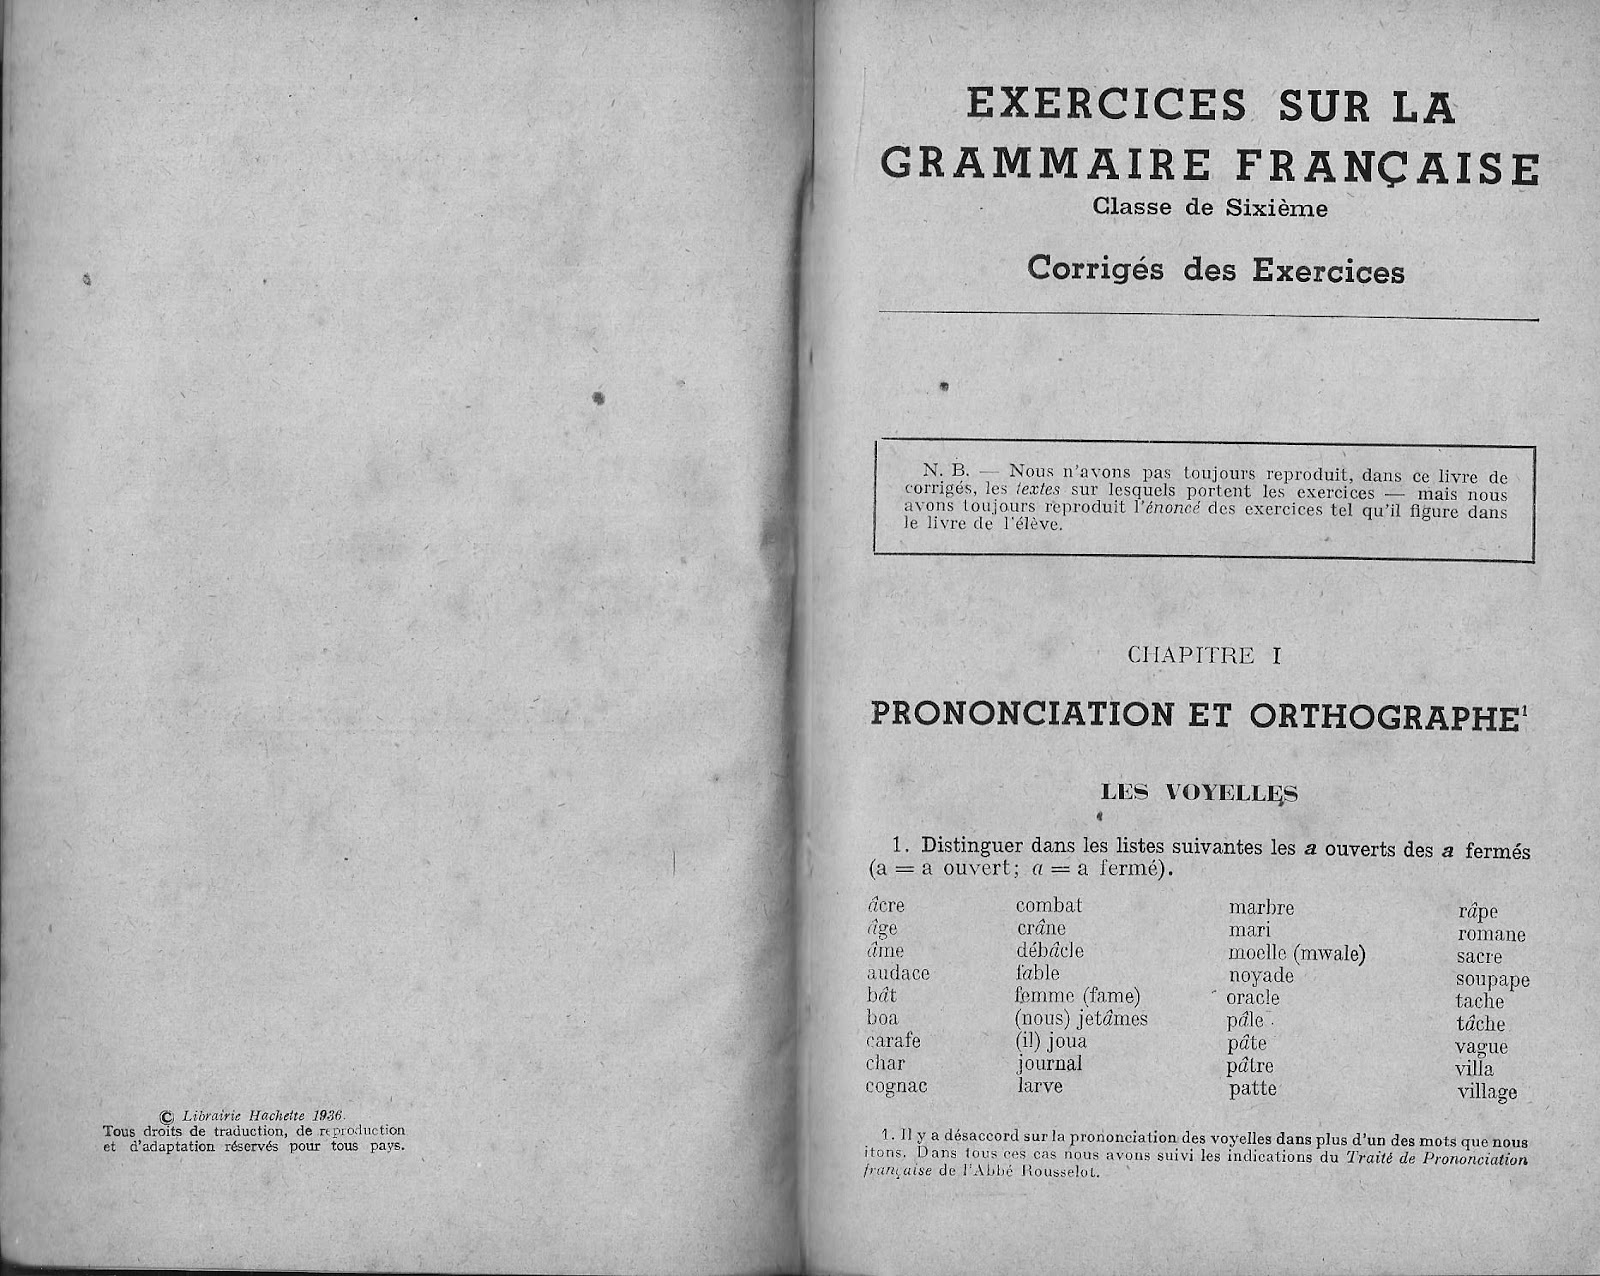 © Librairie Hachette 1936.
Tous droits de traduction, de reproduction
et d'adaptation réservés pour tous pays.
EXERCICES SUR LA
GRAMMAIRE FRANÇAISE
Classe de Sixième
Corrigés des Exercices
N. B. — Nous n'avons pas toujours reproduit, dans ce livre de
corrigés, les textes sur lesquels portent les exercices — mais nous
avons toujours reproduit l'énoncé des exercices tel qu'il figure dans
le livre de l'élève.
CHAPITRE I
PRONONCIATION ET ORTHOGRAPHE¹
LES VOYELLES
1. Distinguer dans les listes suivantes les a ouverts des a fermés
(a = a ouvert; a = a fermé).
âcre
âge
âme
audace
bât
boa
carafe
char
cognac
combat
crâne
débâcle
fable
femme (fame)
(nous) jetâmes
(il) joua
journal
larve
marbre
mari
moelle (mwale)
noyade
oracle
pâle
pâte
pâtre
patte
râpe
romane
sacre
soupape
tache
tâche
vague
villa
village
1. Il y a désaccord sur la prononciation des voyelles dans plus d'un des mots que nous
itons. Dans tous ces cas nous avons suivi les indications du Traité de Prononciation
française de l'Abbé Rousselot.